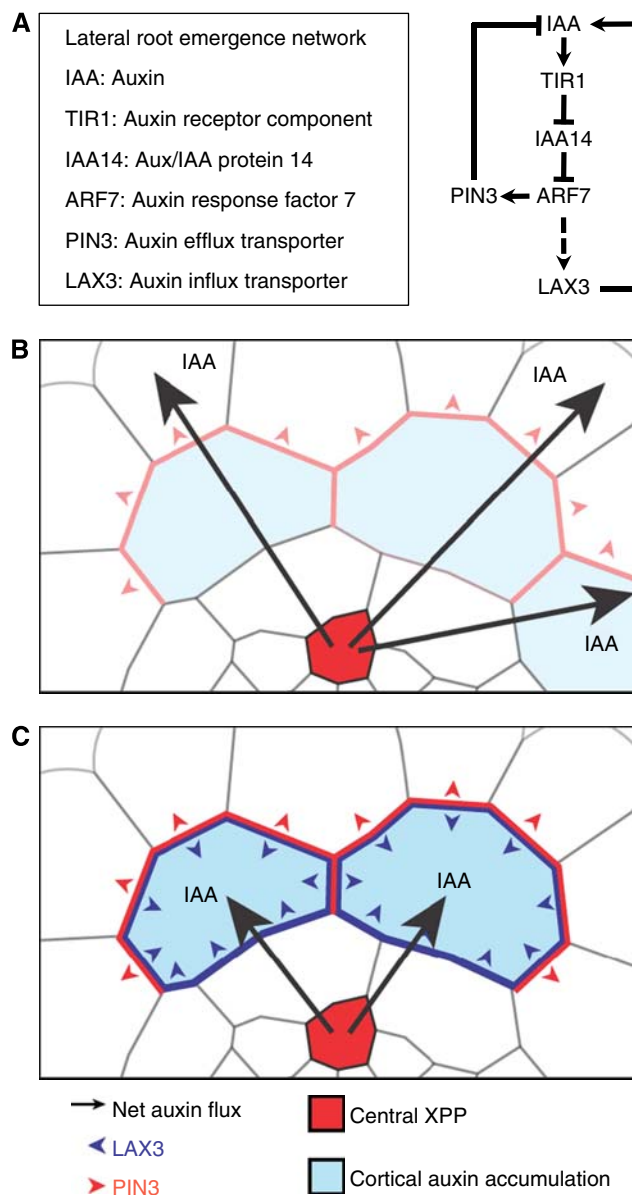 A
Lateral root emergence network
IAA: Auxin
TIR1: Auxin receptor component
IAA14: Aux/IAA protein 14
ARF7: Auxin response factor 7
PIN3: Auxin efflux transporter
LAX3: Auxin influx transporter
IAA
TIR1
IAA14
PIN3 ARF7
LAX3
B
IAA
IAA
IAA
C
IAA
IAA
Net auxin flux
LAX3
PIN3
Central XPP
Cortical auxin accumulation